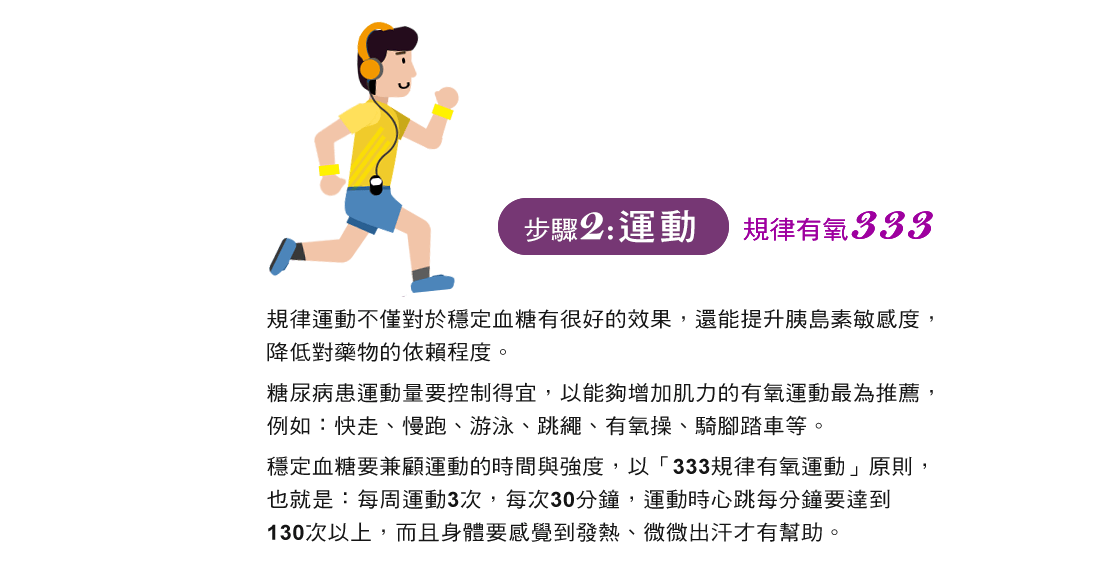 步驟2:運動 規律有氧333
規律運動不僅對於穩定血糖有很好的效果，還能提升胰島素敏感度，
降低對藥物的依賴程度。
糖尿病患運動量要控制得宜，以能夠增加肌力的有氧運動最為推薦，
例如：快走、慢跑、游泳、跳繩、有氧操、騎腳踏車等。
穩定血糖要兼顧運動的時間與強度，以「333規律有氧運動」原則，
也就是：每周運動3次，每次30分鐘，運動時心跳每分鐘要達到
130次以上，而且身體要感覺到發熱、微微出汗才有幫助。